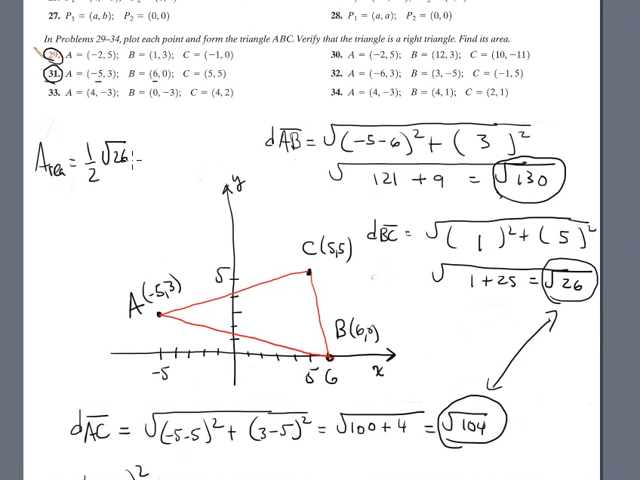 27. P₁ = (a, b) P₂ = (0, 0) 28. P₁ = (a, a) P₂ = (0, 0)
In Problems 29–34, plot each point and form the triangle ABC. Verify that the triangle is a right triangle. Find its area.
29. A = (−2, 5); B = (1, 3); C = (−1, 0) 30. A = (−2, 5); B = (12, 3); C = (10, −11)
31. A = (−5, 3); B = (6, 0); C = (5, 5) 32. A = (−6, 3); B = (3, −5); C = (−1, 5)
33. A = (4, −3); B = (0, −3); C = (4, 2) 34. A = (4, −3); B = (4, 1); C = (2, 1)
dAB = √(−5−6)² + ( 3 )²
√ 121 + 9 = √130
Area = 1/2 √26 ·
y
C(5,5)
dBC = √( 1 )² + ( 5 )²
√ 1 + 25 = √26
5
A(−5,3)
B(6,0)
−5 5 6 x
dAC = √(−5−5)² + (3−5)² = √100 + 4 = √104